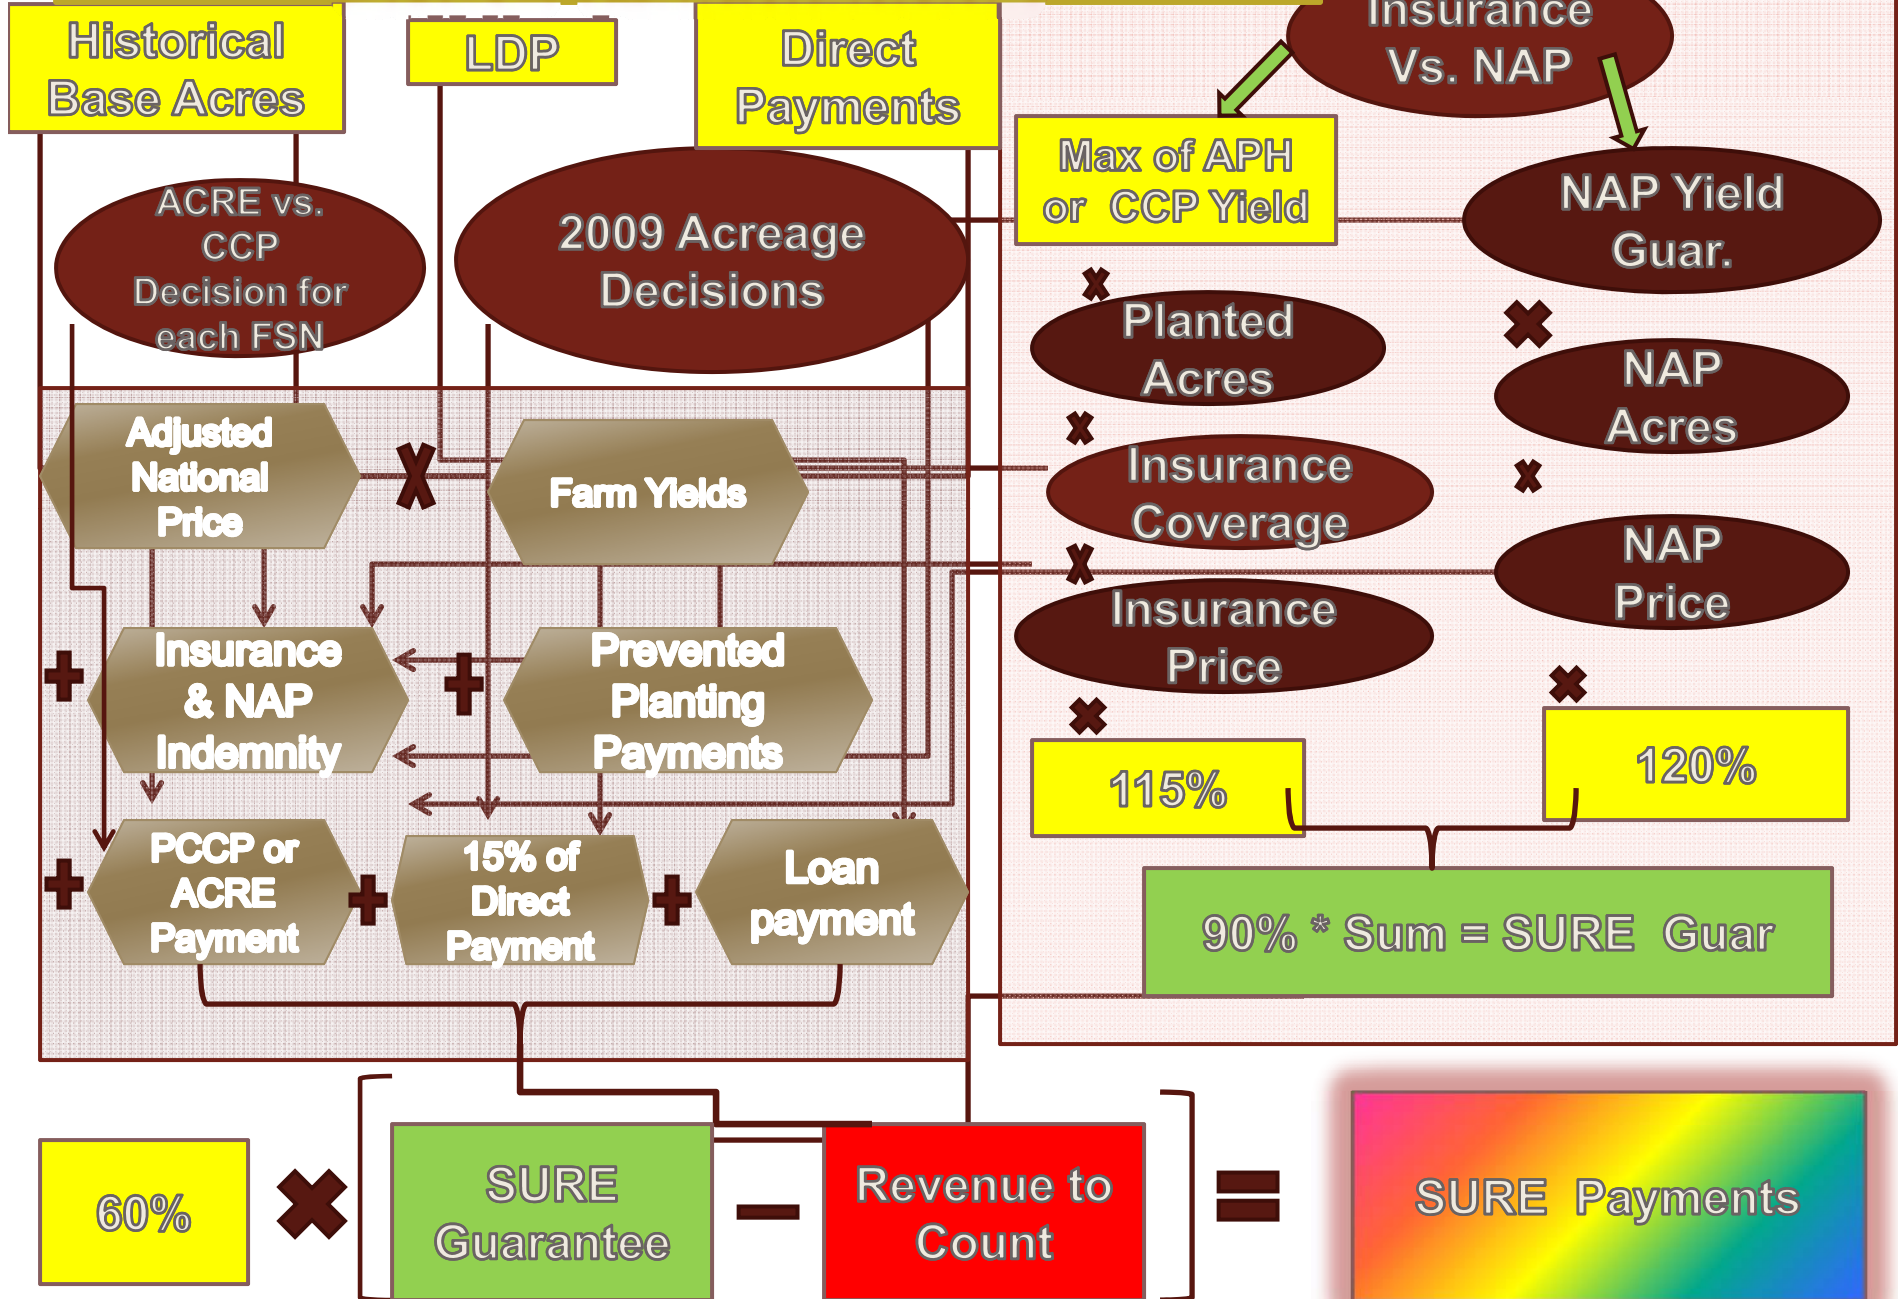 Historical
Base Acres
LDP
Direct
Payments
Insurance
Vs. NAP
Max of APH
or CCP Yield
NAP Yield
Guar.
ACRE vs.
CCP
Decision for
each FSN
2009 Acreage
Decisions
Planted
Acres
NAP
Acres
Adjusted
National
Price
X
Farm Yields
Insurance
Coverage
NAP
Price
Insurance
Price
Insurance
& NAP
Indemnity
Prevented
Planting
Payments
115%
120%
PCCP or
ACRE
Payment
15% of
Direct
Payment
Loan
payment
90% * Sum = SURE Guar
60%
SURE
Guarantee
Revenue to
Count
SURE Payments